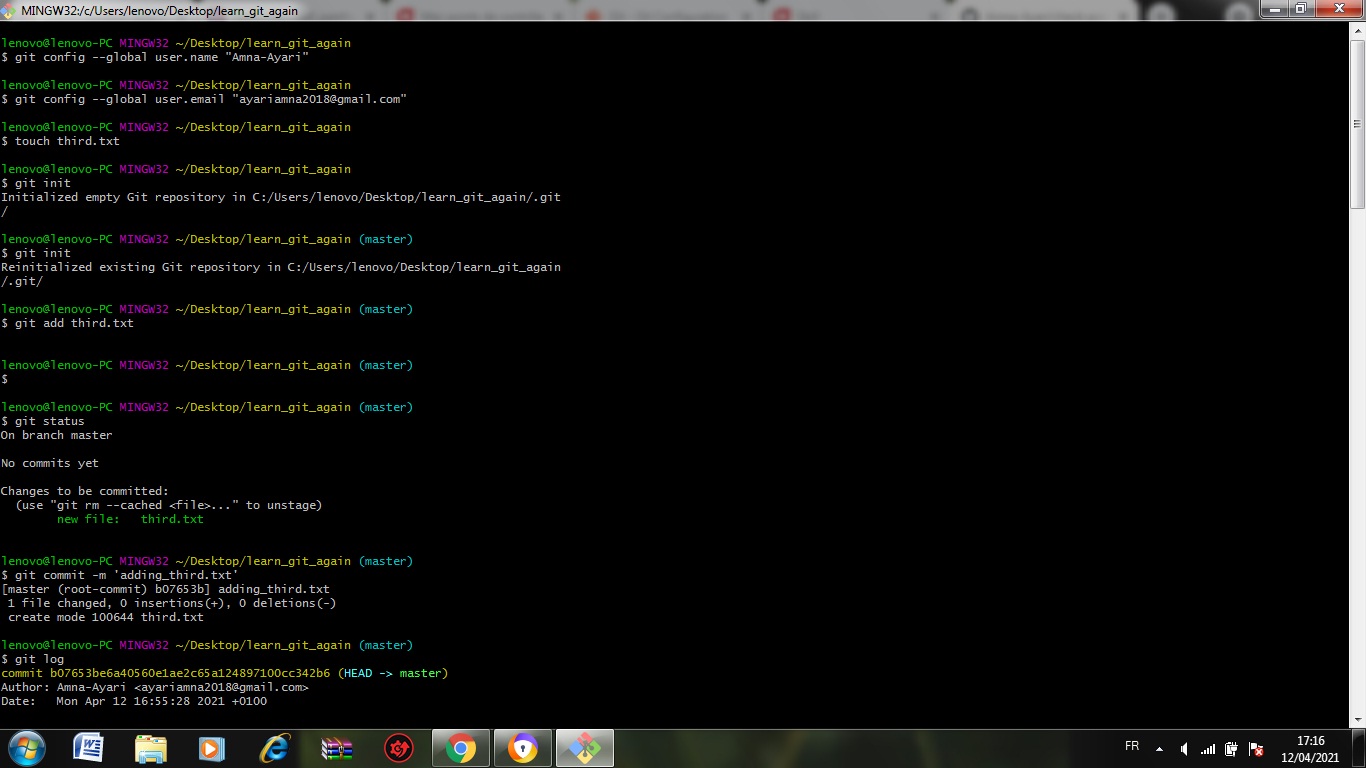 MINGW32:/c/Users/lenovo/Desktop/learn_git_again
lenovo@lenovo-PC MINGW32 ~/Desktop/learn_git_again
$ git config --global user.name "Amna-Ayari"
lenovo@lenovo-PC MINGW32 ~/Desktop/learn_git_again
$ git config --global user.email "ayariamna2018@gmail.com"
lenovo@lenovo-PC MINGW32 ~/Desktop/learn_git_again
$ touch third.txt
lenovo@lenovo-PC MINGW32 ~/Desktop/learn_git_again
$ git init
Initialized empty Git repository in C:/Users/lenovo/Desktop/learn_git_again/.git
/
lenovo@lenovo-PC MINGW32 ~/Desktop/learn_git_again (master)
$ git init
Reinitialized existing Git repository in C:/Users/lenovo/Desktop/learn_git_again
/.git/
lenovo@lenovo-PC MINGW32 ~/Desktop/learn_git_again (master)
$ git add third.txt
lenovo@lenovo-PC MINGW32 ~/Desktop/learn_git_again (master)
$
lenovo@lenovo-PC MINGW32 ~/Desktop/learn_git_again (master)
$ git status
On branch master
No commits yet
Changes to be committed:
  (use "git rm --cached <file>..." to unstage)
        new file:   third.txt
lenovo@lenovo-PC MINGW32 ~/Desktop/learn_git_again (master)
$ git commit -m 'adding_third.txt'
[master (root-commit) b07653b] adding_third.txt
 1 file changed, 0 insertions(+), 0 deletions(-)
 create mode 100644 third.txt
lenovo@lenovo-PC MINGW32 ~/Desktop/learn_git_again (master)
$ git log
commit b07653be6a40560e1ae2c65a124897100cc342b6 (HEAD -> master)
Author: Amna-Ayari <ayariamna2018@gmail.com>
Date:   Mon Apr 12 16:55:28 2021 +0100
FR
17:16
12/04/2021